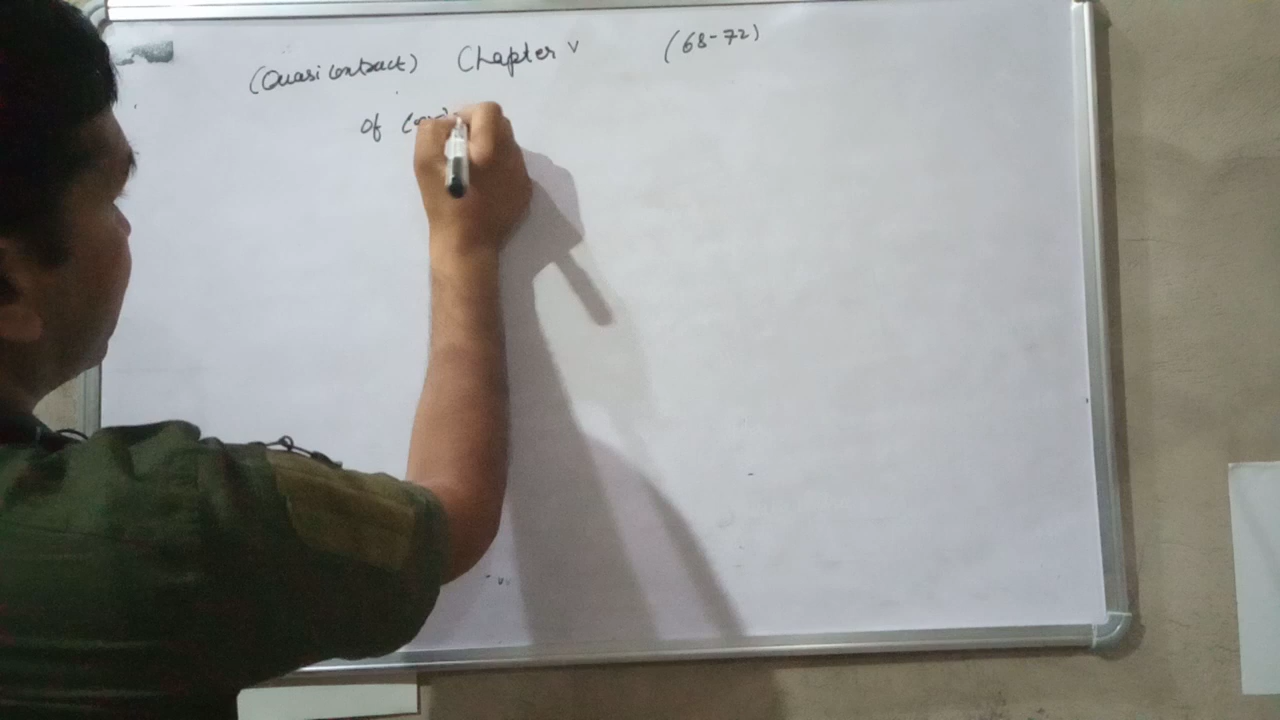 (Quasi Contract) Chapter V (68-72)
Of